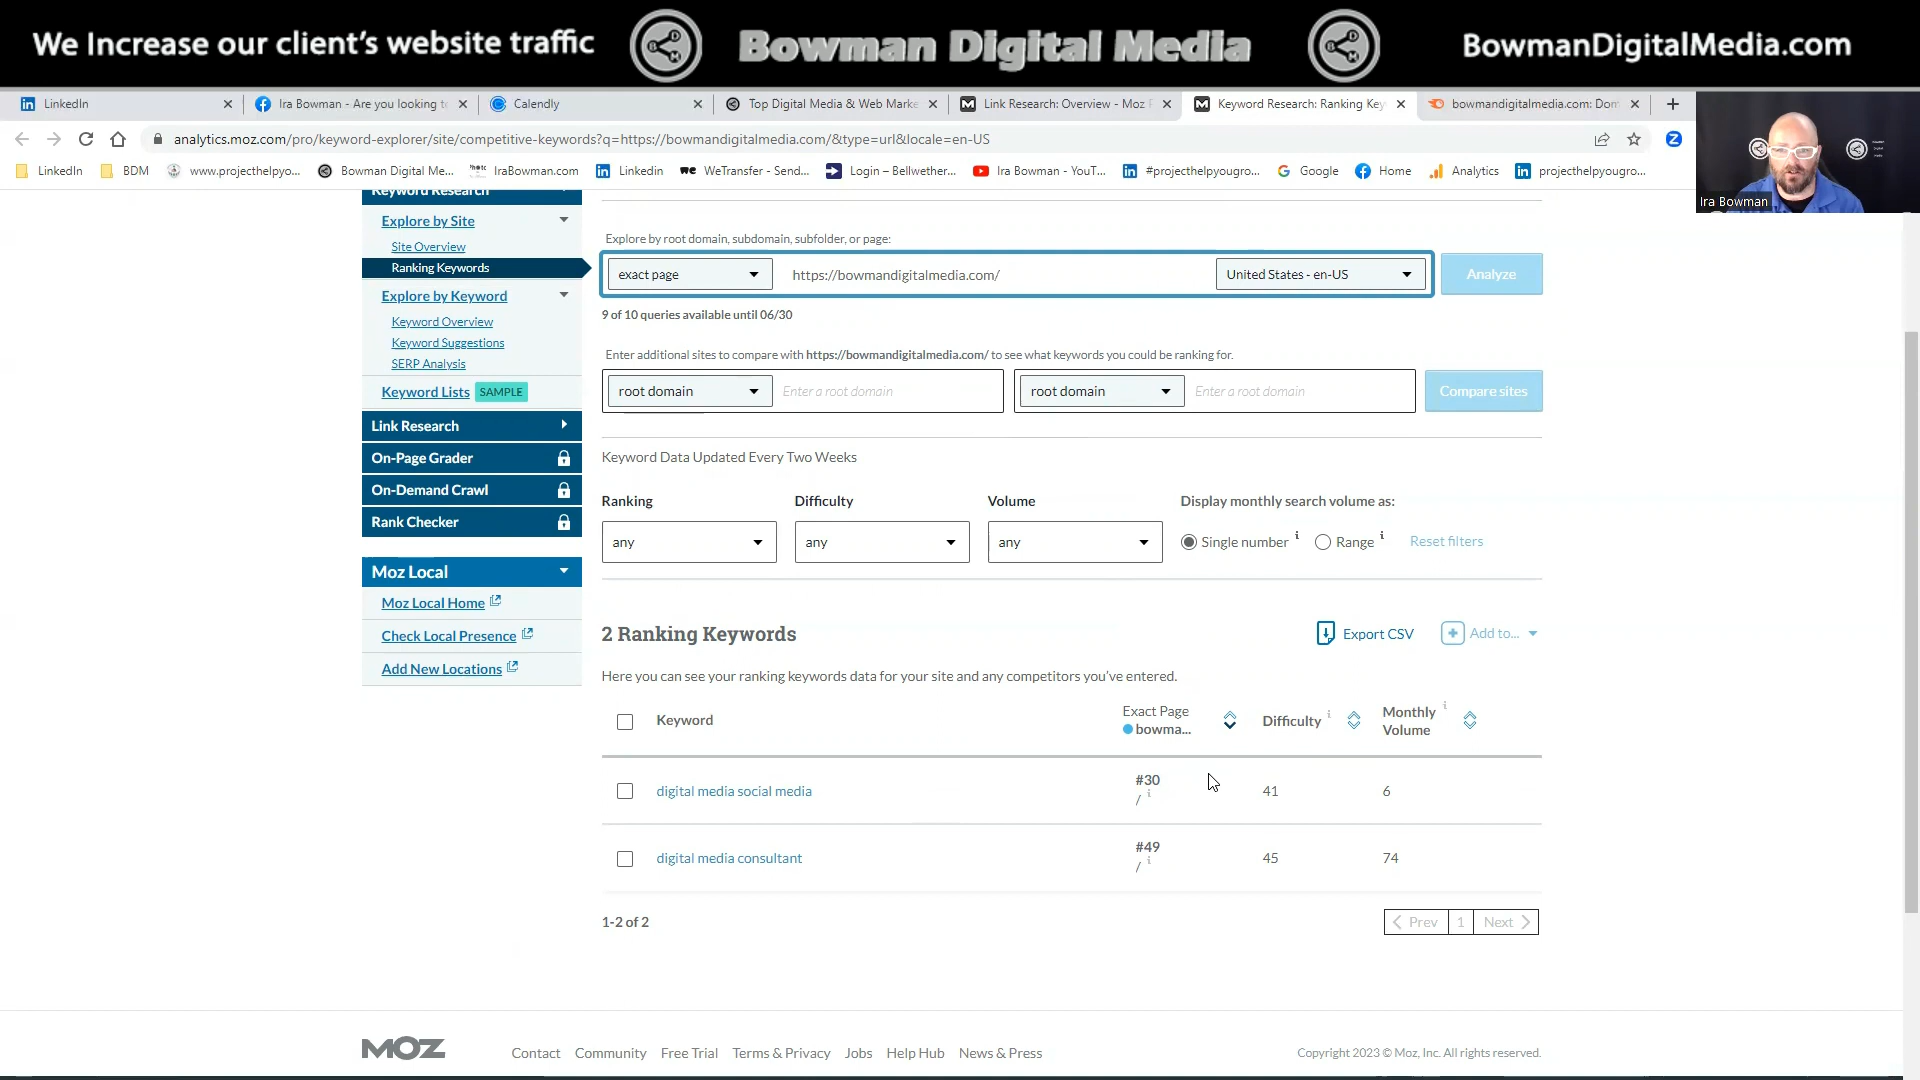 We Increase our client's website traffic
Bowman Digital Media
BowmanDigitalMedia.com
LinkedIn
Ira Bowman - Are you looking to
Calendly
Top Digital Media & Web Marke
Link Research: Overview - Moz P
Keyword Research: Ranking Key
bowmandigitalmedia.com: Dom
analytics.moz.com/pro/keyword-explorer/site/competitive-keywords?q=https://bowmandigitalmedia.com/&type=url&locale=en-US
Z
LinkedIn
BDM
www.projecthelpyo...
Bowman Digital Me...
IraBowman.com
Linkedin
WeTransfer - Send...
Login – Bellwether...
Ira Bowman - YouT...
#projecthelpyougro...
Google
Home
Analytics
projecthelpyougro...
Ira Bowman
Keyword Research
Explore by Site
Site Overview
Ranking Keywords
Explore by Keyword
Keyword Overview
Keyword Suggestions
SERP Analysis
Keyword Lists SAMPLE
Link Research
On-Page Grader
On-Demand Crawl
Rank Checker
Moz Local
Moz Local Home
Check Local Presence
Add New Locations
Explore by root domain, subdomain, subfolder, or page:
exact page
https://bowmandigitalmedia.com/
United States - en-US
Analyze
9 of 10 queries available until 06/30
Enter additional sites to compare with https://bowmandigitalmedia.com/ to see what keywords you could be ranking for.
root domain
Enter a root domain
root domain
Enter a root domain
Compare sites
Keyword Data Updated Every Two Weeks
Ranking
Difficulty
Volume
Display monthly search volume as:
any
any
any
Single number i
Range i
Reset filters
2 Ranking Keywords
Export CSV
Add to...
Here you can see your ranking keywords data for your site and any competitors you've entered.
Keyword
Exact Page
bowma...
Difficulty i
Monthly Volume i
digital media social media
#30
/ i
41
6
digital media consultant
#49
/ i
45
74
1-2 of 2
Prev
1
Next
MOZ
Contact
Community
Free Trial
Terms & Privacy
Jobs
Help Hub
News & Press
Copyright 2023 © Moz, Inc. All rights reserved.